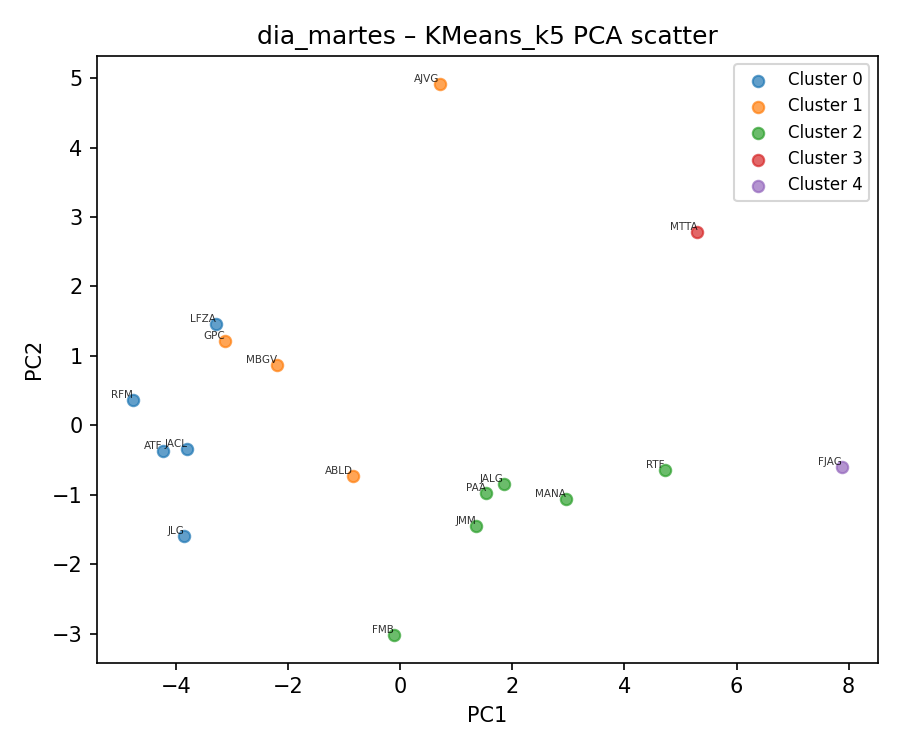 dia_martes – KMeans_k5 PCA scatter
Cluster 0
Cluster 1
Cluster 2
Cluster 3
Cluster 4
PC2
5
4
3
2
1
0
−1
−2
−3
AJVG
MTTA
LFZA
GPC
MBGV
RFM
ATF
JACL
ABLD
JLG
JALG
PAA
MANA
RTF
FJAG
JMM
FMB
−4
−2
0
2
4
6
8
PC1